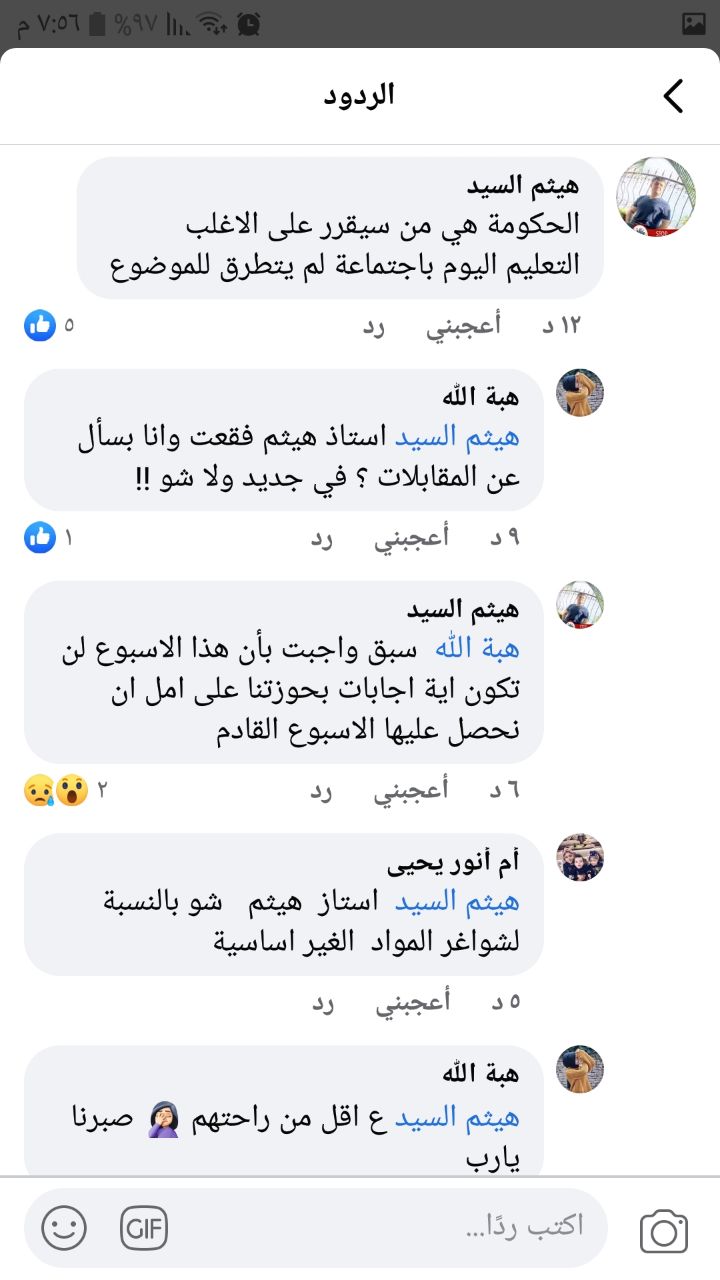 ٧:٥٦ م
%٩٧
الردود
هيثم السيد
الحكومة هي من سيقرر على الاغلب
التعليم اليوم باجتماعة لم يتطرق للموضوع
١٢ د أعجبني رد ٥
هبة الله
هيثم السيد استاذ هيثم فقعت وانا بسأل
عن المقابلات ؟ في جديد ولا شو !!
٩ د أعجبني رد ١
هيثم السيد
هبة الله سبق واجبت بأن هذا الاسبوع لن
تكون اية اجابات بحوزتنا على امل ان
نحصل عليها الاسبوع القادم
٦ د أعجبني رد ٢
أم أنور يحيى
هيثم السيد استاز هيثم شو بالنسبة
لشواغر المواد الغير اساسية
٥ د أعجبني رد
هبة الله
هيثم السيد ع اقل من راحتهم 🤦🏻‍♀️ صبرنا
يارب
اكتب ردًا...
GIF